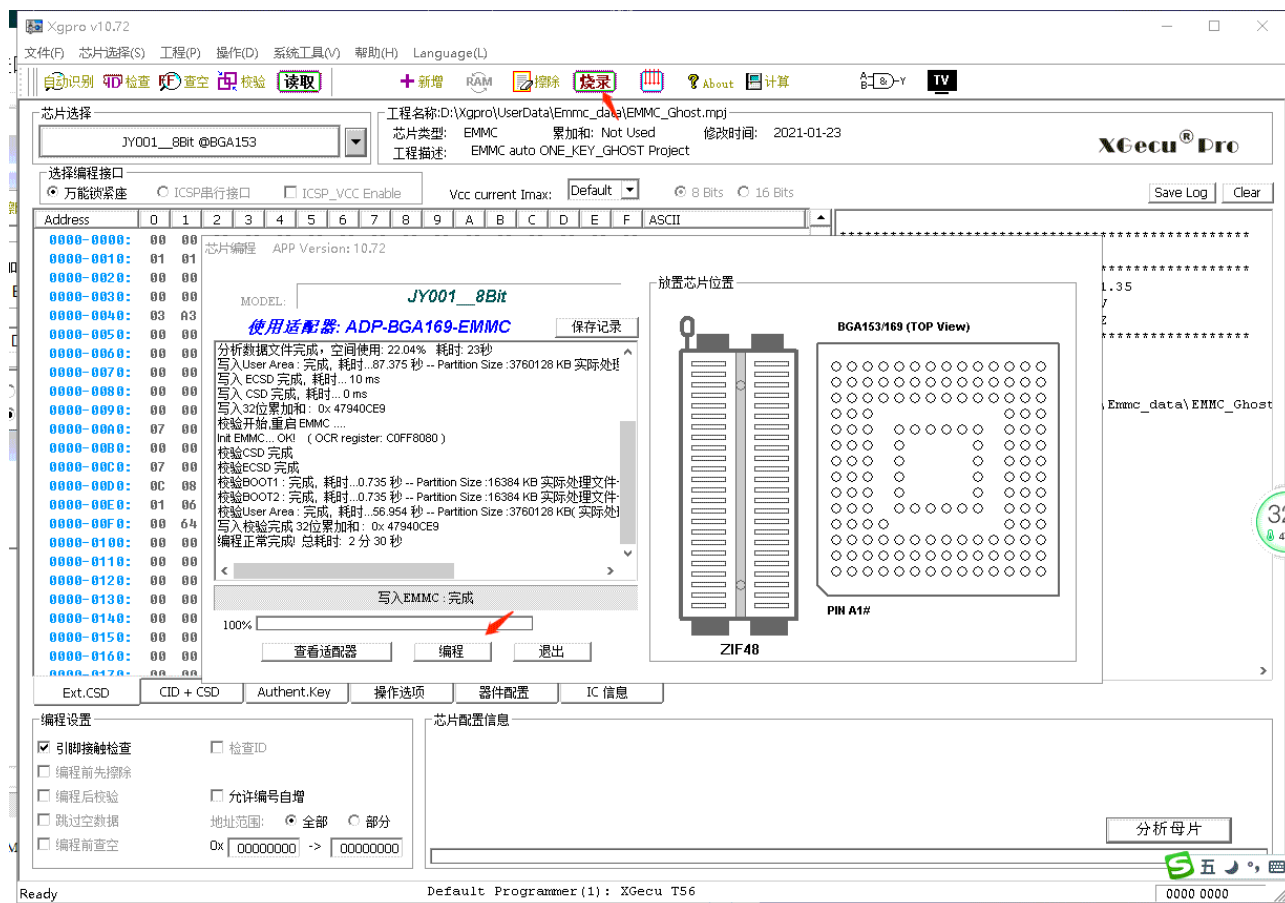 Xgpro v10.72
文件(F) 芯片选择(S) 工程(P) 操作(D) 系统工具(V) 帮助(H) Language(L)
自动识别 检查 查空 校验 读取 新增 RAM 擦除 烧录 About 计算 TV
芯片选择
JY001__8Bit @BGA153
工程名称:D:\Xgpro\UserData\Emmc_data\EMMC_Ghost.mpj
芯片类型: EMMC 累加和: Not Used 修改时间: 2021-01-23
工程描述: EMMC auto ONE_KEY_GHOST Project
XGecu® Pro
选择编程接口
万能锁紧座 ICSP串行接口 ICSP_VCC Enable Vcc current Imax: Default 8 Bits 16 Bits Save Log Clear
Address 0 1 2 3 4 5 6 7 8 9 A B C D E F ASCII
0000-0000: 00 00
0000-0010: 01 01
0000-0020: 00 00
0000-0030: 00 00
0000-0040: 03 A3
0000-0050: 00 00
0000-0060: 00 00
0000-0070: 00 00
0000-0080: 00 00
0000-0090: 00 00
0000-00A0: 07 00
0000-00B0: 00 00
0000-00C0: 07 00
0000-00D0: 0C 08
0000-00E0: 01 06
0000-00F0: 00 64
0000-0100: 00 00
0000-0110: 00 00
0000-0120: 00 00
0000-0130: 00 00
0000-0140: 00 00
0000-0150: 00 00
0000-0160: 00 00
芯片编程 APP Version: 10.72
MODEL: JY001__8Bit
使用适配器: ADP-BGA169-EMMC 保存记录
分析数据文件完成，空间使用: 22.04% 耗时: 23秒
写入User Area : 完成, 耗时...87.375 秒 -- Partition Size :3760128 KB 实际处理
写入 ECSD 完成, 耗时... 10 ms
写入 CSD 完成, 耗时... 0 ms
写入32位累加和 : 0x 47940CE9
校验开始,重启 EMMC ....
Init EMMC... OK! ( OCR register: C0FF8080 )
校验CSD 完成
校验ECSD 完成
校验BOOT1 : 完成, 耗时...0.735 秒 -- Partition Size :16384 KB 实际处理文件
校验BOOT2 : 完成, 耗时...0.735 秒 -- Partition Size :16384 KB 实际处理文件
校验User Area : 完成, 耗时...56.954 秒 -- Partition Size :3760128 KB( 实际处
写入校验完成 32位累加和 : 0x 47940CE9
编程正常完成! 总耗时: 2 分 30 秒
写入EMMC : 完成
100%
查看适配器 编程 退出
放置芯片位置
BGA153/169 (TOP View)
PIN A1#
ZIF48
1.35
Emmc_data\EMMC_Ghost
Ext.CSD CID + CSD Authent.Key 操作选项 器件配置 IC 信息
编程设置
引脚接触检查 检查ID
编程前先擦除
编程后校验 允许编号自增
跳过空数据 地址范围: 全部 部分
编程前查空 0x 00000000 -> 00000000
芯片配置信息
分析母片
五
Ready Default Programmer(1): XGecu T56 0000 0000